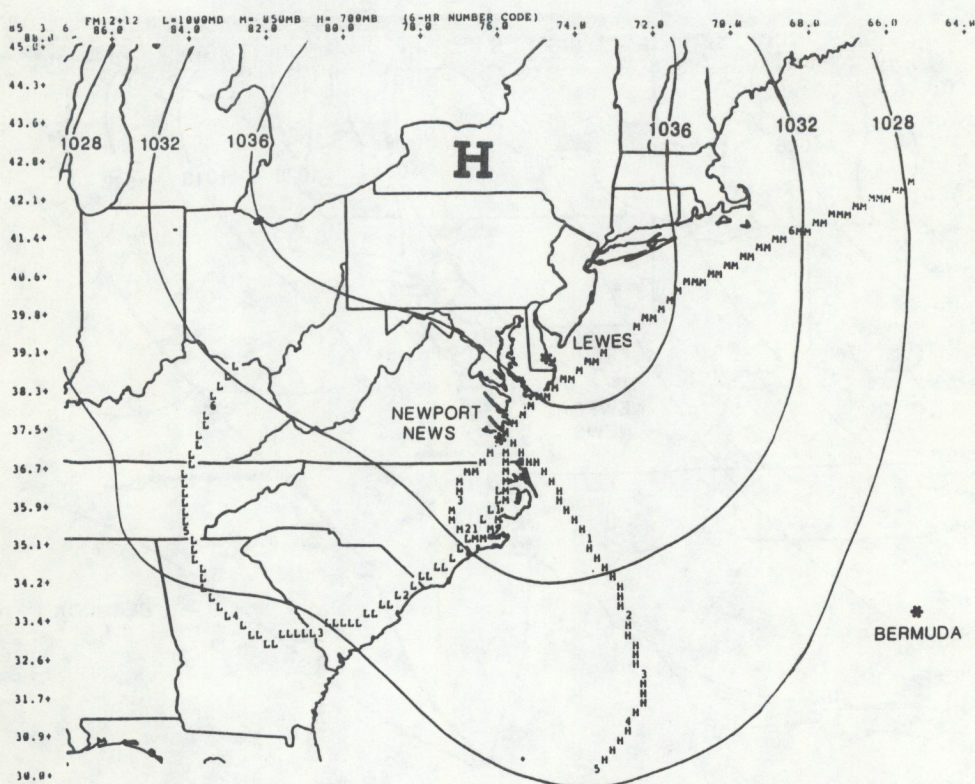 FM12+12 L=1000MB M= 850MB H= 700MB (6-HR NUMBER CODE)
86.0 84.0 82.0 80.0 78.0 76.0 74.0 72.0 70.0 68.0 66.0 64.0
45.0+
44.3+
43.6+
42.8+
42.1+
41.4+
40.6+
39.8+
39.1+
38.3+
37.5+
36.7+
35.9+
35.1+
34.2+
33.4+
32.6+
31.7+
30.9+
30.0+
1028 1032 1036 H 1036 1032 1028
LEWES
NEWPORT
NEWS
BERMUDA